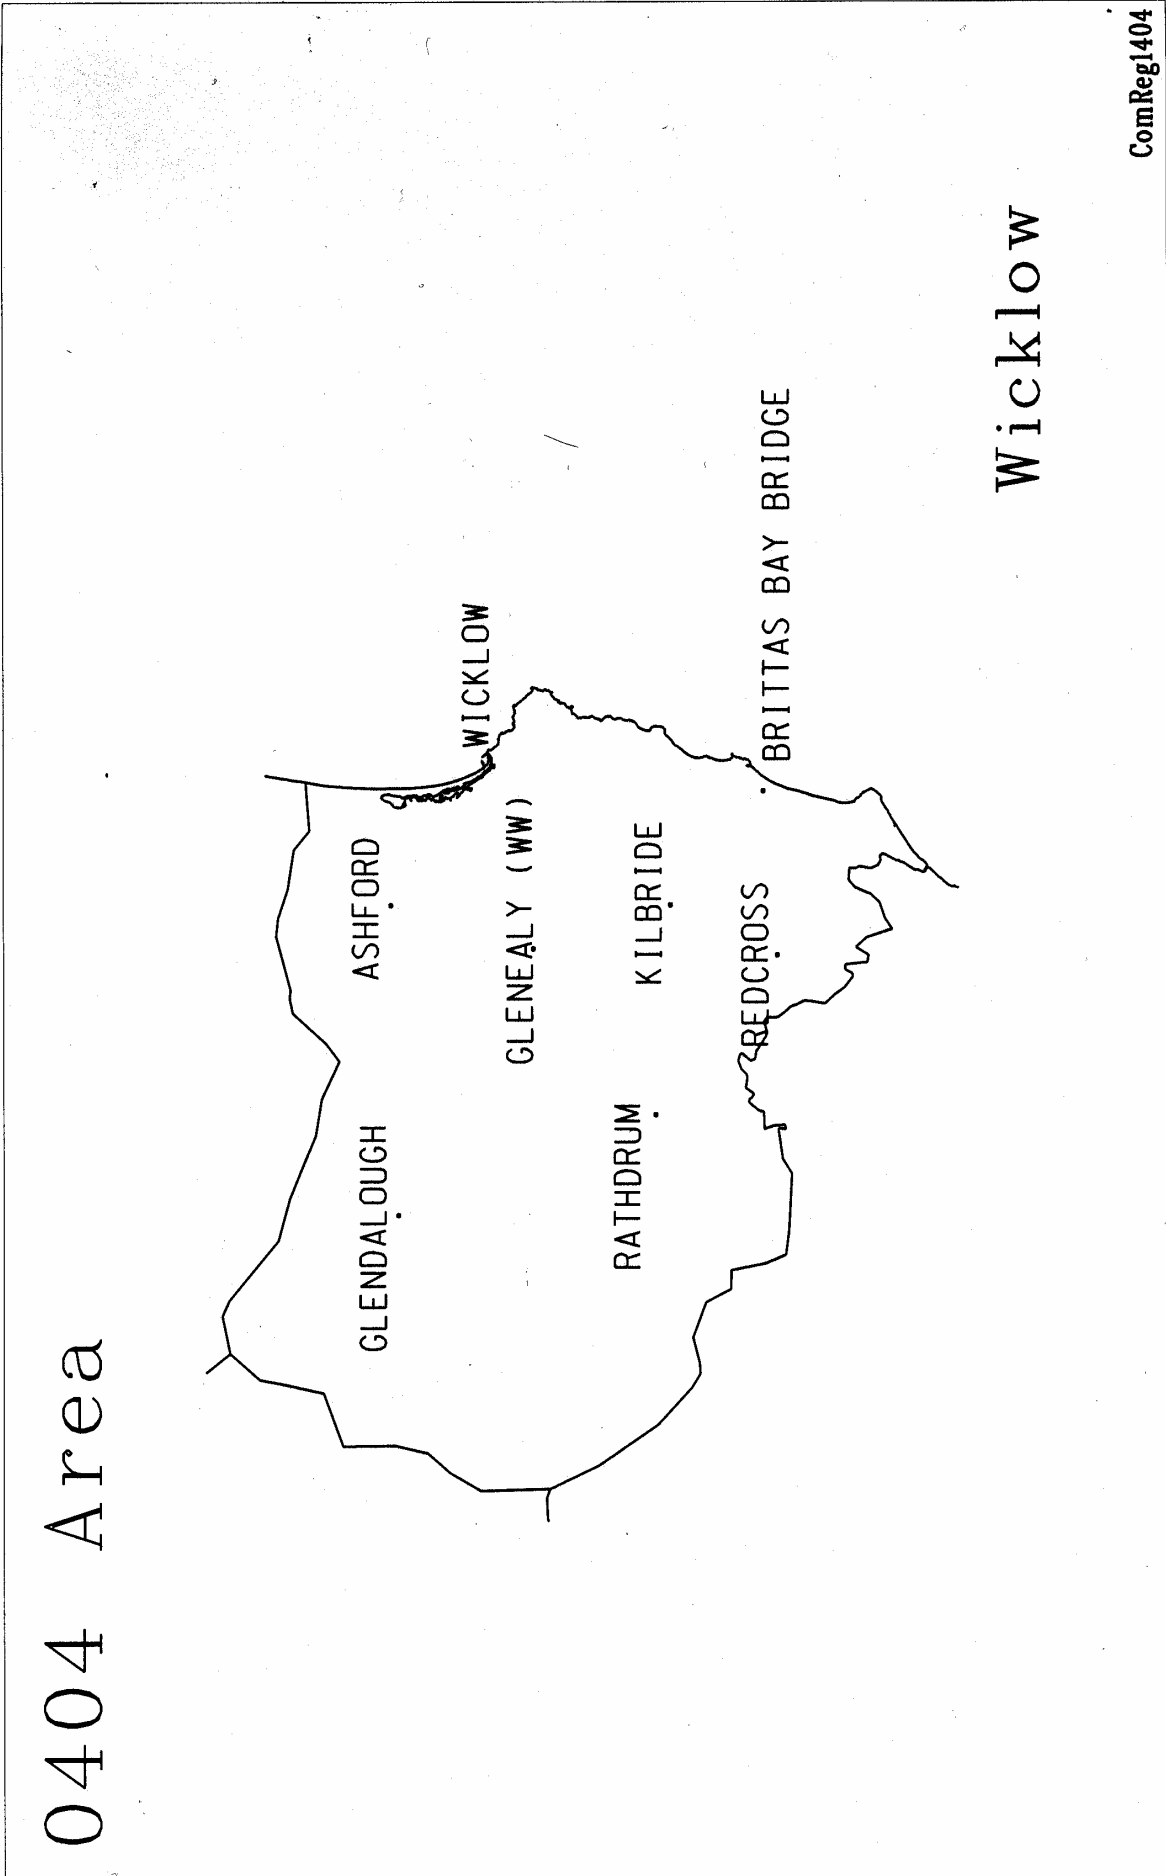 0404 Area
GLENDALOUGH
ASHFORD
WICKLOW
GLENEALY (WW)
RATHDRUM
KILBRIDE
REDCROSS
BRITTAS BAY BRIDGE
Wicklow
ComReg1404